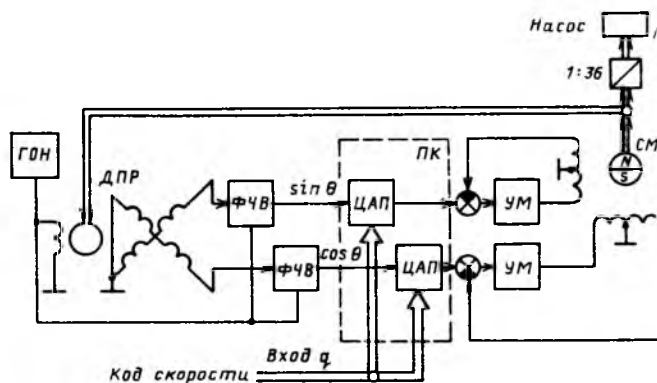 Насос
1:36
СМ
N
S
ГОН
ДПР
ФЧВ
sin θ
ПК
ЦАП
УМ
ФЧВ
cos θ
ЦАП
УМ
Вход q
Код скорости